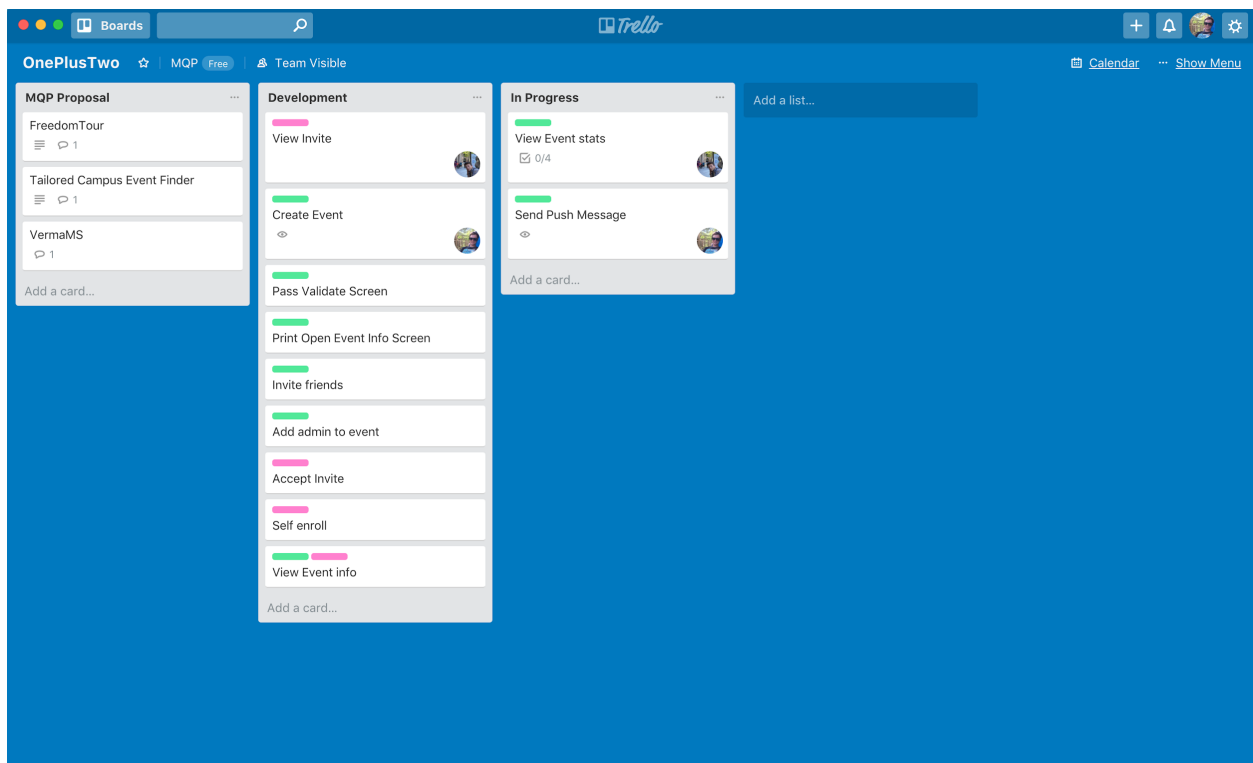 Boards
Trello
OnePlusTwo
MQP Free
Team Visible
Calendar
··· Show Menu
MQP Proposal
FreedomTour
1
Tailored Campus Event Finder
1
VermaMS
1
Add a card...
Development
View Invite
Create Event
Pass Validate Screen
Print Open Event Info Screen
Invite friends
Add admin to event
Accept Invite
Self enroll
View Event info
Add a card...
In Progress
View Event stats
0/4
Send Push Message
Add a card...
Add a list...